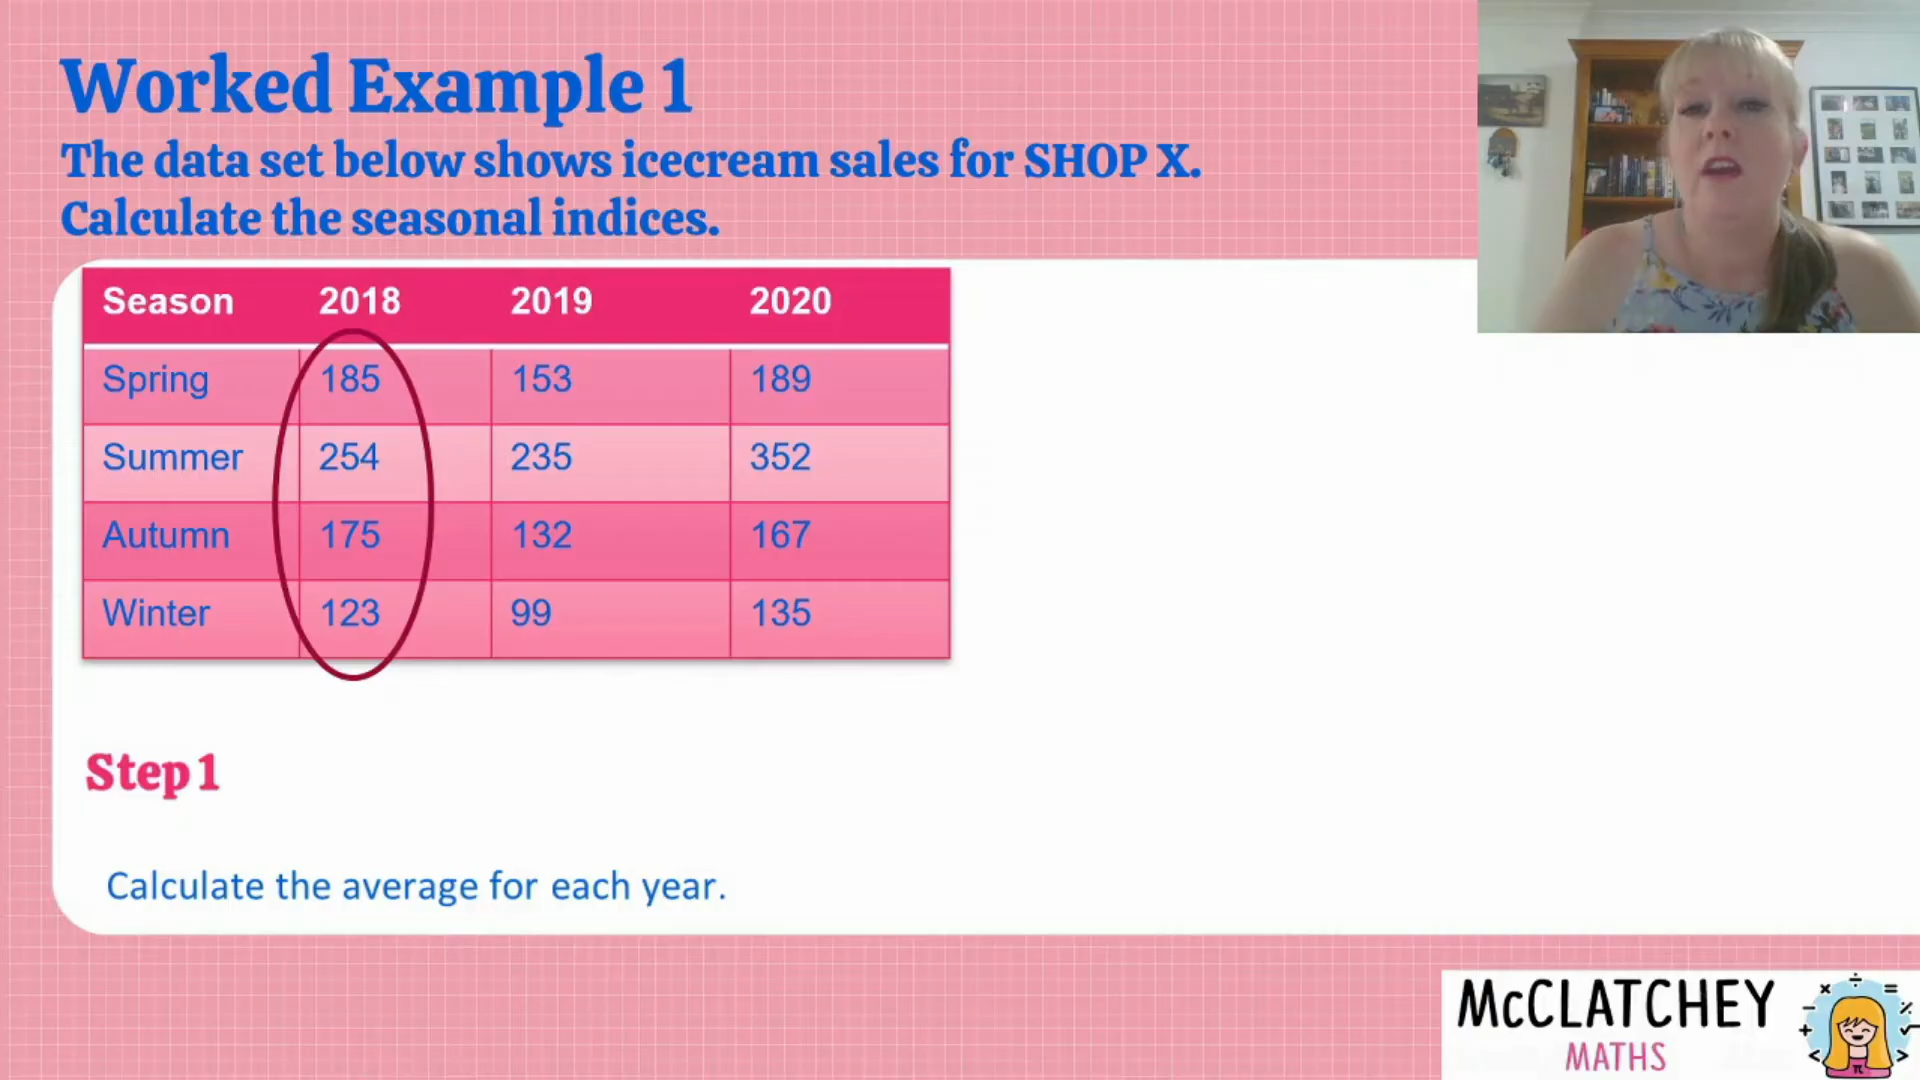 Worked Example 1
The data set below shows icecream sales for SHOP X.
Calculate the seasonal indices.
Season 2018 2019 2020
Spring 185 153 189
Summer 254 235 352
Autumn 175 132 167
Winter 123 99 135
Step 1
Calculate the average for each year.
McCLATCHEY
MATHS